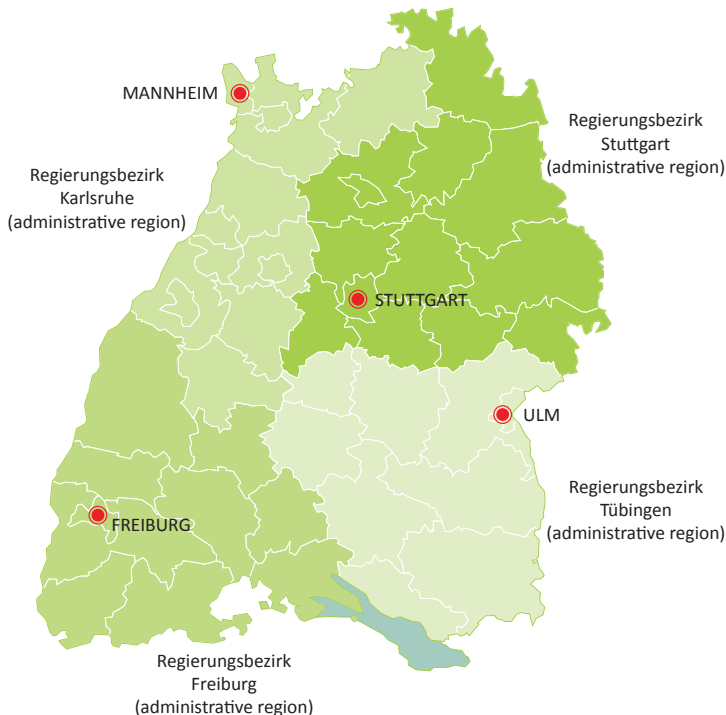 MANNHEIM
Regierungsbezirk
Stuttgart
(administrative region)
Regierungsbezirk
Karlsruhe
(administrative region)
STUTTGART
ULM
Regierungsbezirk
Tübingen
(administrative region)
FREIBURG
Regierungsbezirk
Freiburg
(administrative region)